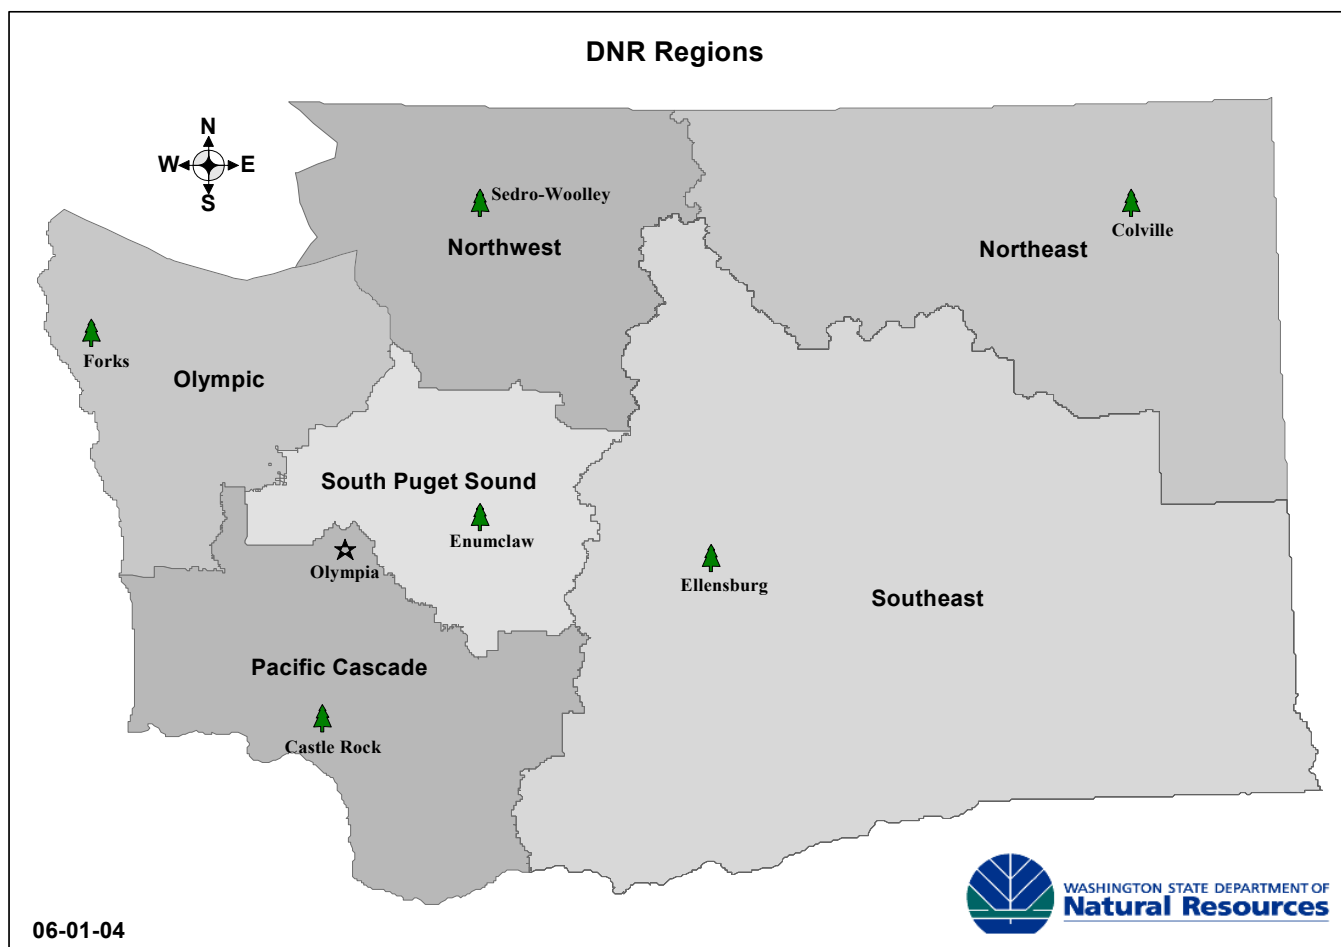 DNR Regions
N
W E
S
Sedro-Woolley
Northwest
Colville
Northeast
Forks
Olympic
South Puget Sound
Enumclaw
Olympia
Ellensburg
Southeast
Pacific Cascade
Castle Rock
WASHINGTON STATE DEPARTMENT OF
Natural Resources
06-01-04